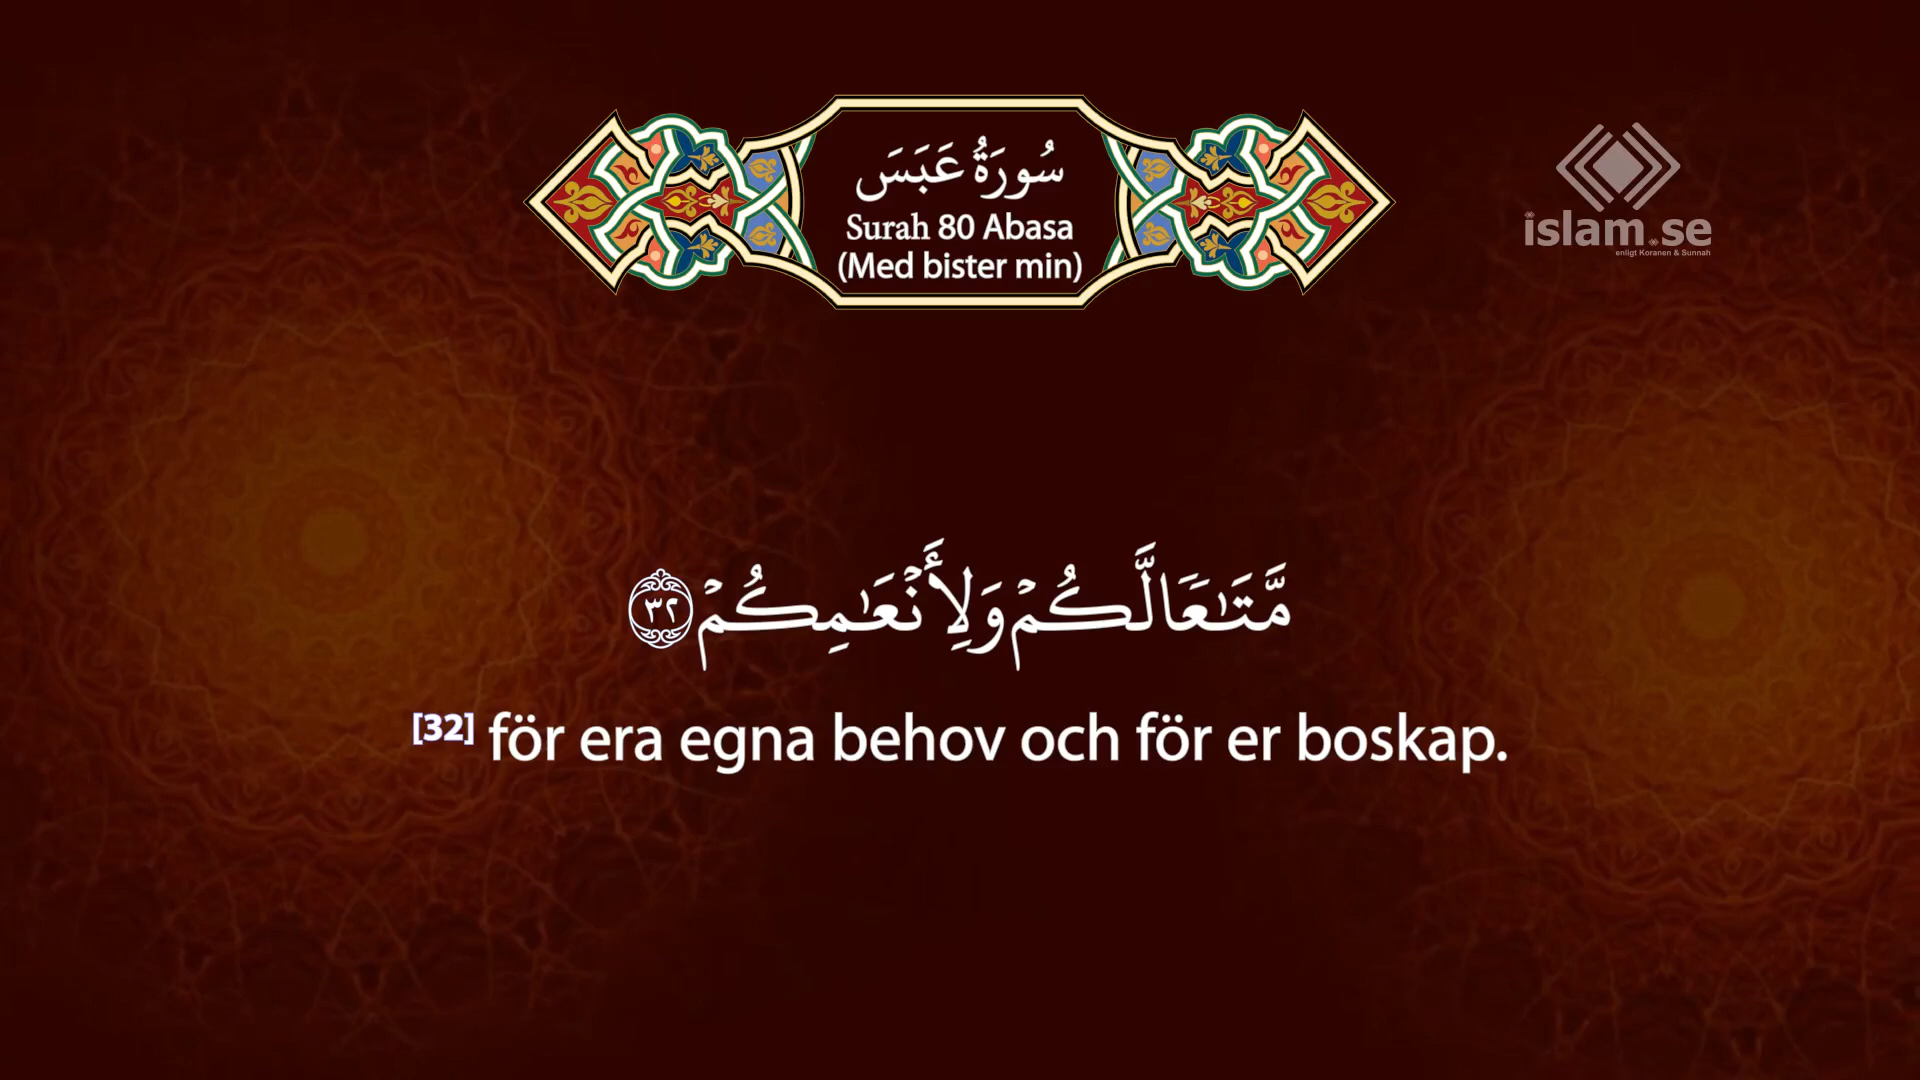 سُورَةُ عَبَسَ
Surah 80 Abasa
(Med bister min)
islam.se
enligt Koranen & Sunnah
مَّتَـٰعًا لَّكُمْ وَلِأَنْعَـٰمِكُمْ ٣٢
[32] för era egna behov och för er boskap.